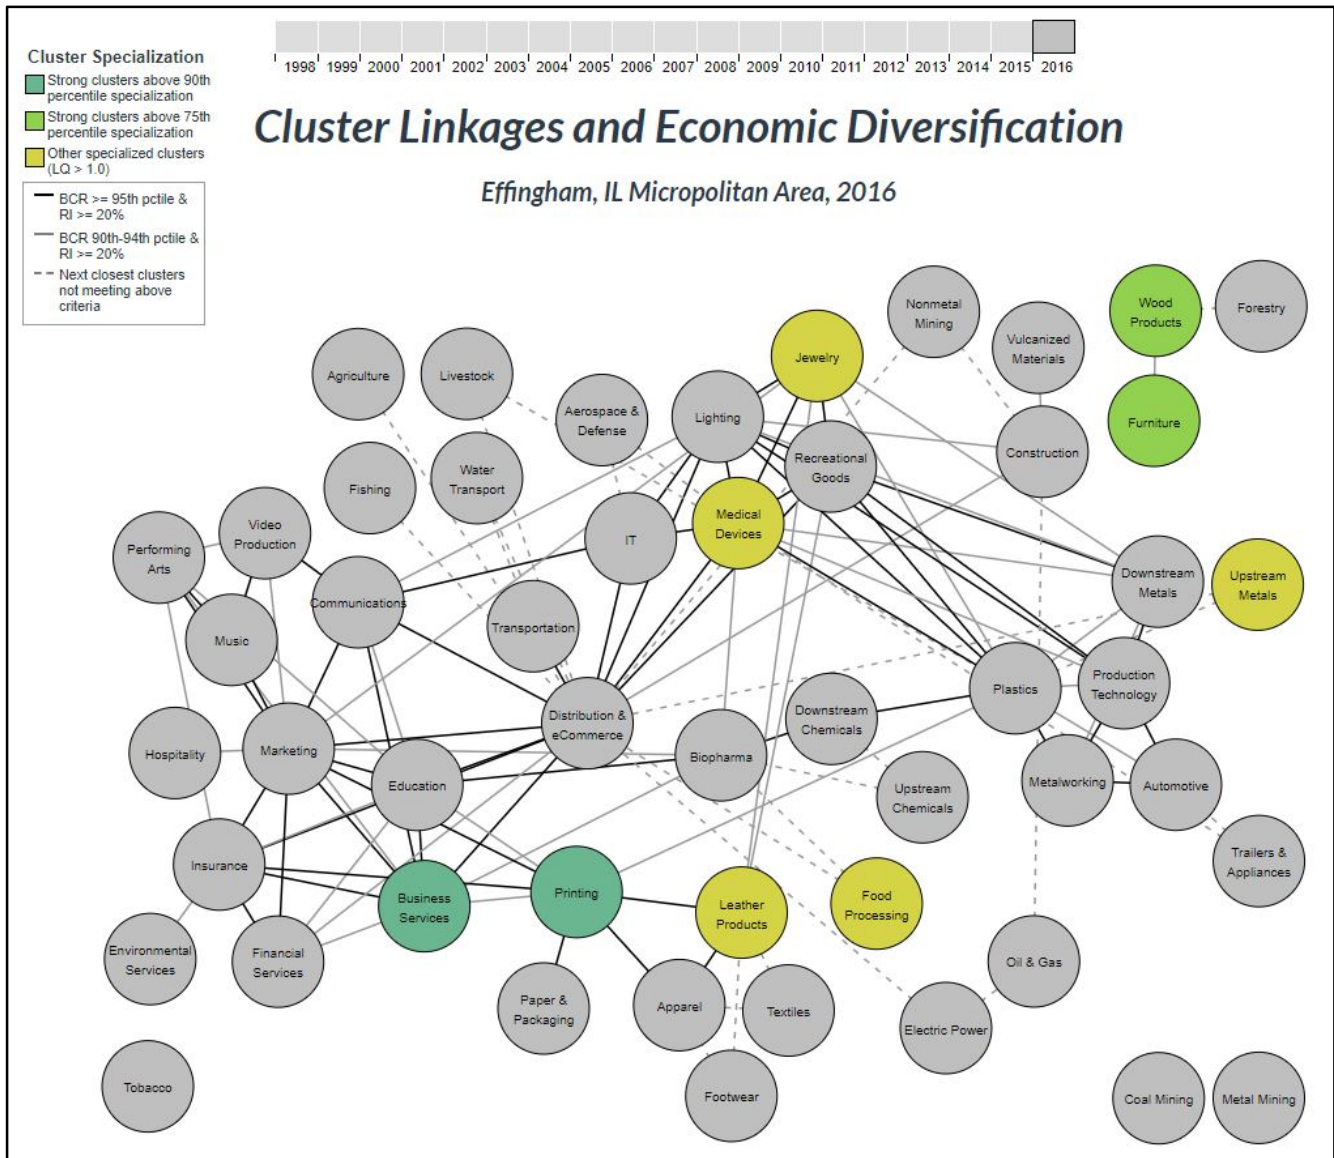 1998 1999 2000 2001 2002 2003 2004 2005 2006 2007 2008 2009 2010 2011 2012 2013 2014 2015 2016
Cluster Specialization
Strong clusters above 90th
percentile specialization
Strong clusters above 75th
percentile specialization
Other specialized clusters
(LQ > 1.0)
BCR >= 95th pctile &
RI >= 20%
BCR 90th-94th pctile &
RI >= 20%
Next closest clusters
not meeting above
criteria
Cluster Linkages and Economic Diversification
Effingham, IL Micropolitan Area, 2016
Nonmetal
Mining
Wood
Products
Forestry
Vulcanized
Materials
Jewelry
Agriculture
Livestock
Aerospace &
Defense
Lighting
Furniture
Recreational
Goods
Construction
Water
Transport
Fishing
Medical
Devices
IT
Video
Production
Performing
Arts
Downstream
Metals
Upstream
Metals
Communications
Transportation
Music
Plastics
Production
Technology
Downstream
Chemicals
Distribution &
eCommerce
Hospitality
Marketing
Biopharma
Education
Upstream
Chemicals
Metalworking
Automotive
Insurance
Business
Services
Printing
Leather
Products
Food
Processing
Trailers &
Appliances
Environmental
Services
Financial
Services
Oil & Gas
Paper &
Packaging
Apparel
Textiles
Electric Power
Tobacco
Footwear
Coal Mining
Metal Mining